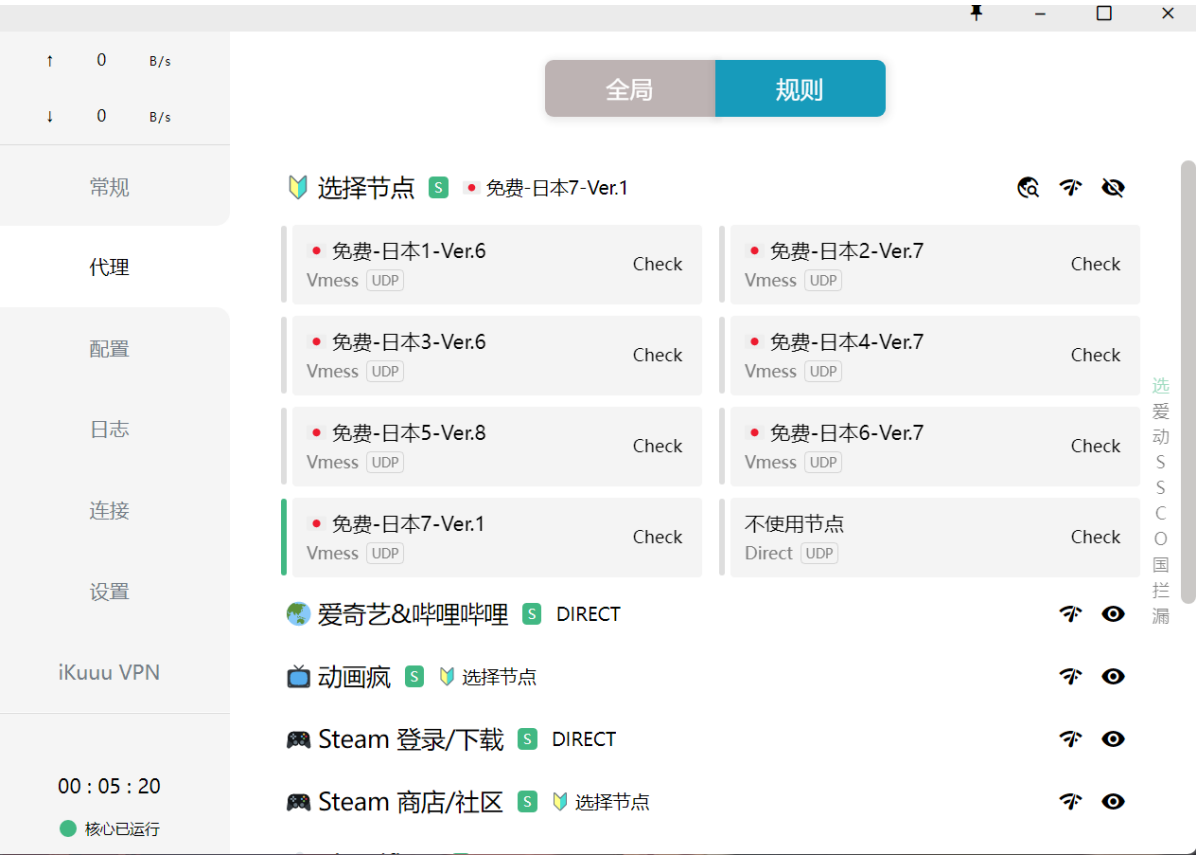 ↑ 0 B/s
↓ 0 B/s
常规
代理
配置
日志
连接
设置
iKuuu VPN
00 : 05 : 20
核心已运行
全局 规则
选择节点 S 免费-日本7-Ver.1
免费-日本1-Ver.6
Vmess UDP
Check
免费-日本2-Ver.7
Vmess UDP
Check
免费-日本3-Ver.6
Vmess UDP
Check
免费-日本4-Ver.7
Vmess UDP
Check
免费-日本5-Ver.8
Vmess UDP
Check
免费-日本6-Ver.7
Vmess UDP
Check
免费-日本7-Ver.1
Vmess UDP
Check
不使用节点
Direct UDP
Check
爱奇艺&哔哩哔哩 S DIRECT
动画疯 S 选择节点
Steam 登录/下载 S DIRECT
Steam 商店/社区 S 选择节点
选
爱
动
S
S
C
O
国
拦
漏